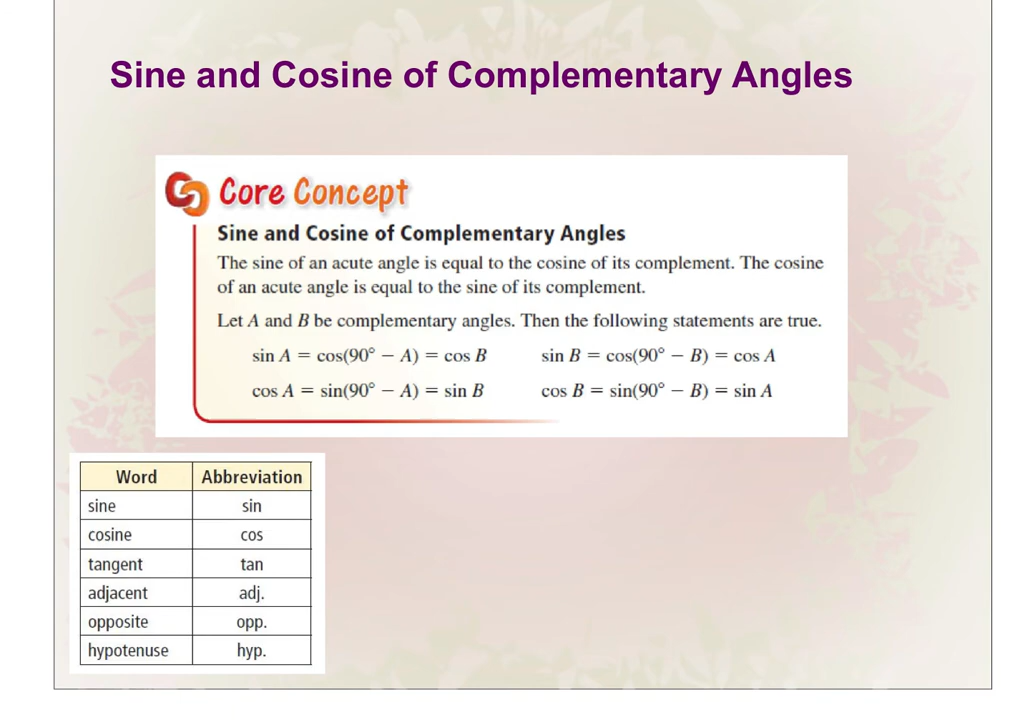 Sine and Cosine of Complementary Angles
Core Concept
Sine and Cosine of Complementary Angles
The sine of an acute angle is equal to the cosine of its complement. The cosine
of an acute angle is equal to the sine of its complement.
Let A and B be complementary angles. Then the following statements are true.
sin A = cos(90° − A) = cos B sin B = cos(90° − B) = cos A
cos A = sin(90° − A) = sin B cos B = sin(90° − B) = sin A
Word Abbreviation
sine sin
cosine cos
tangent tan
adjacent adj.
opposite opp.
hypotenuse hyp.